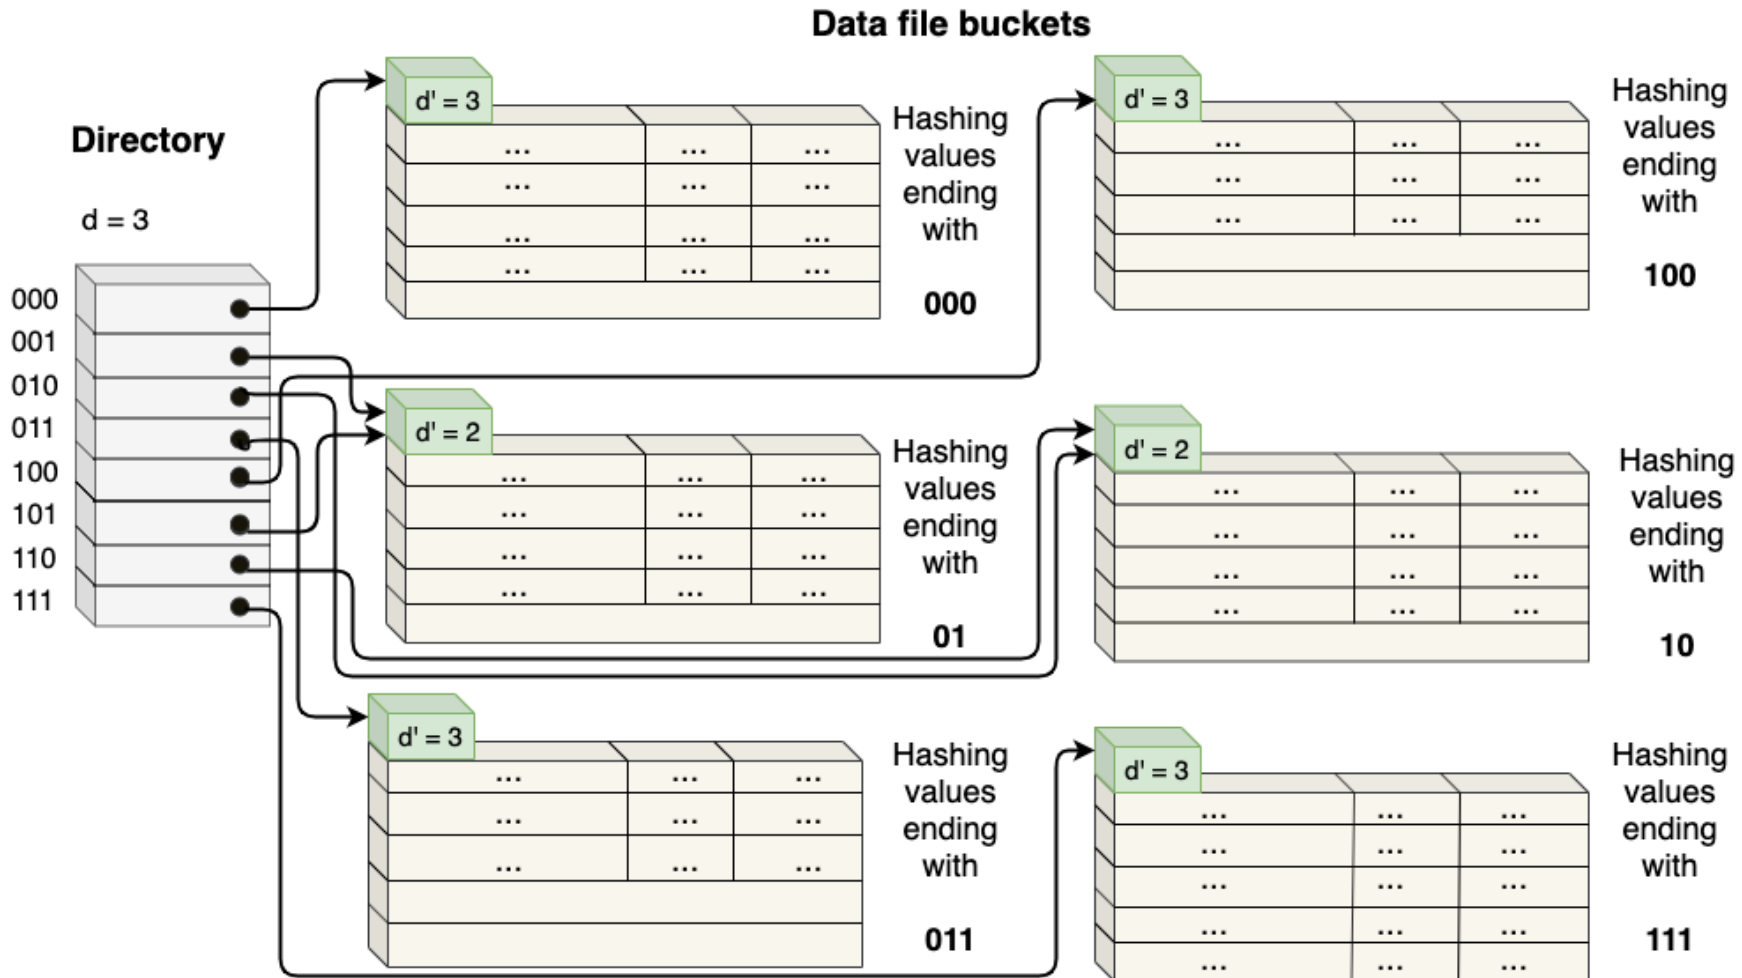 Data file buckets
Directory
d = 3
000
001
010
011
100
101
110
111
d' = 3
... ... ...
... ... ...
... ... ...
... ... ...
Hashing
values
ending
with
000
d' = 3
... ... ...
... ... ...
... ... ...
Hashing
values
ending
with
100
d' = 2
... ... ...
... ... ...
... ... ...
... ... ...
Hashing
values
ending
with
01
d' = 2
... ... ...
... ... ...
... ... ...
... ... ...
Hashing
values
ending
with
10
d' = 3
... ... ...
... ... ...
... ... ...
Hashing
values
ending
with
011
d' = 3
... ... ...
... ... ...
... ... ...
... ... ...
... ... ...
Hashing
values
ending
with
111